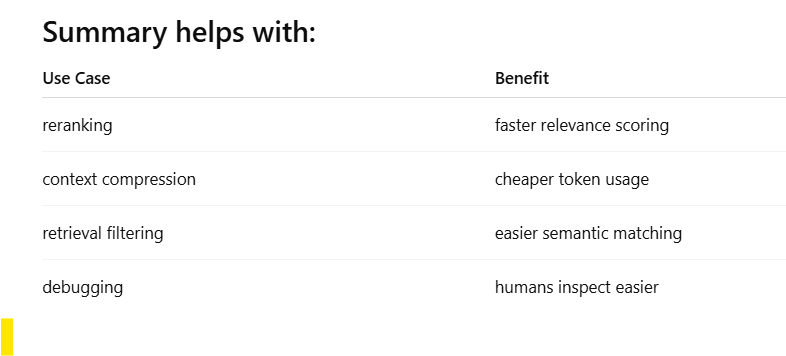 Summary helps with:
Use Case Benefit
reranking faster relevance scoring
context compression cheaper token usage
retrieval filtering easier semantic matching
debugging humans inspect easier